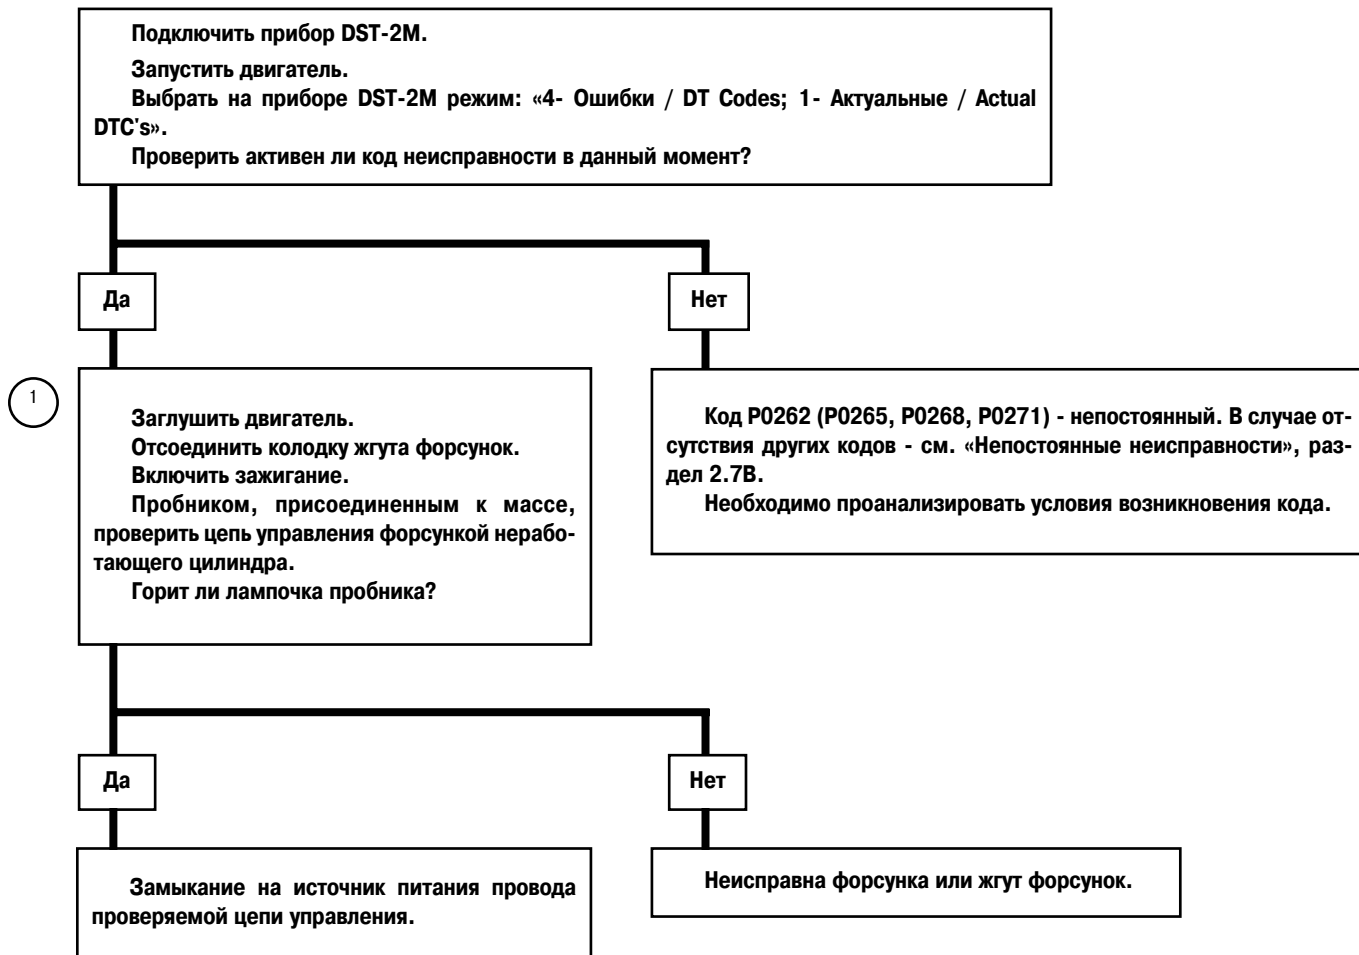 Подключить прибор DST-2M.
Запустить двигатель.
Выбрать на приборе DST-2M режим: «4- Ошибки / DT Codes; 1- Актуальные / Actual
DTC's».
Проверить активен ли код неисправности в данный момент?
Да
Нет
1
Заглушить двигатель.
Отсоединить колодку жгута форсунок.
Включить зажигание.
Пробником, присоединенным к массе,
проверить цепь управления форсункой нерабо-
тающего цилиндра.
Горит ли лампочка пробника?
Код Р0262 (Р0265, Р0268, Р0271) - непостоянный. В случае от-
сутствия других кодов - см. «Непостоянные неисправности», раз-
дел 2.7В.
Необходимо проанализировать условия возникновения кода.
Да
Нет
Замыкание на источник питания провода
проверяемой цепи управления.
Неисправна форсунка или жгут форсунок.